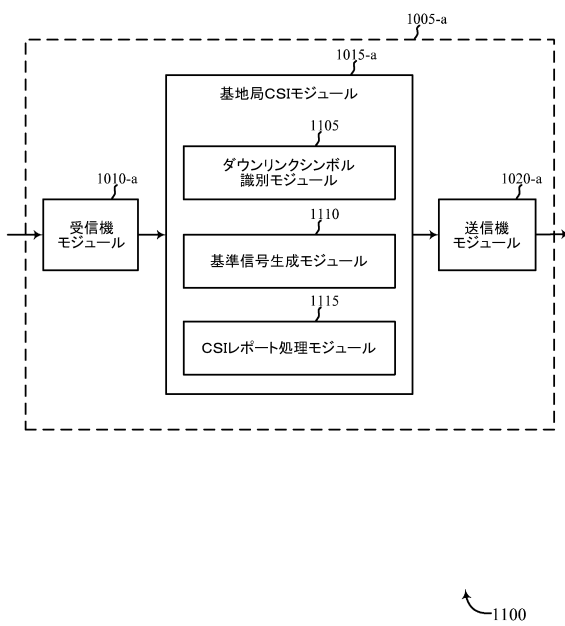 1005-a
1015-a
基地局CSIモジュール
1105
ダウンリンクシンボル
識別モジュール
1010-a
受信機
モジュール
1020-a
送信機
モジュール
1110
基準信号生成モジュール
1115
CSIレポート処理モジュール
1100